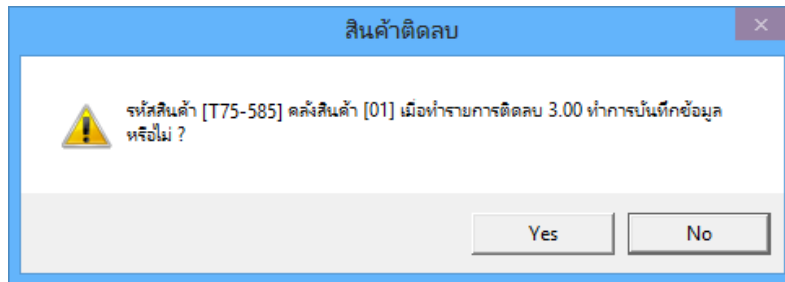 สินค้าติดลบ
รหัสสินค้า [T75-585] คลังสินค้า [01] เมื่อทำรายการติดลบ 3.00 ทำการบันทึกข้อมูล
หรือไม่ ?
Yes
No